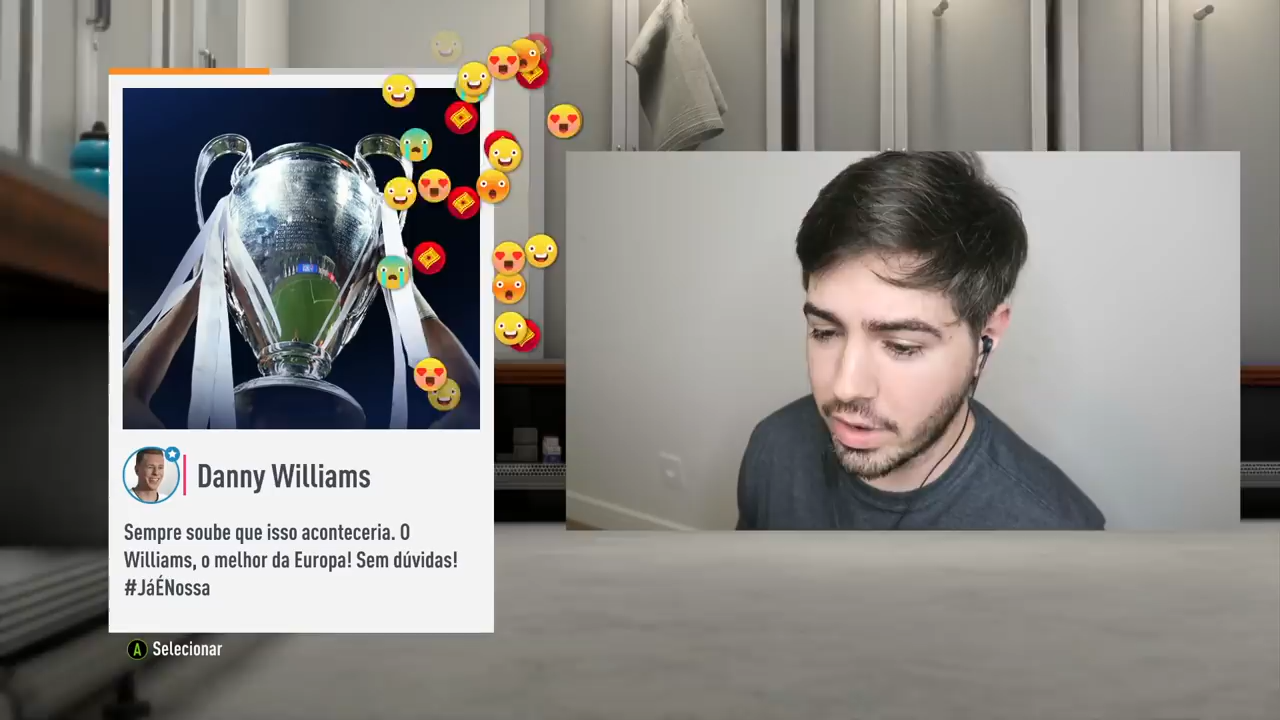 Danny Williams
Sempre soube que isso aconteceria. O
Williams, o melhor da Europa! Sem dúvidas!
#JáÉNossa
A Selecionar